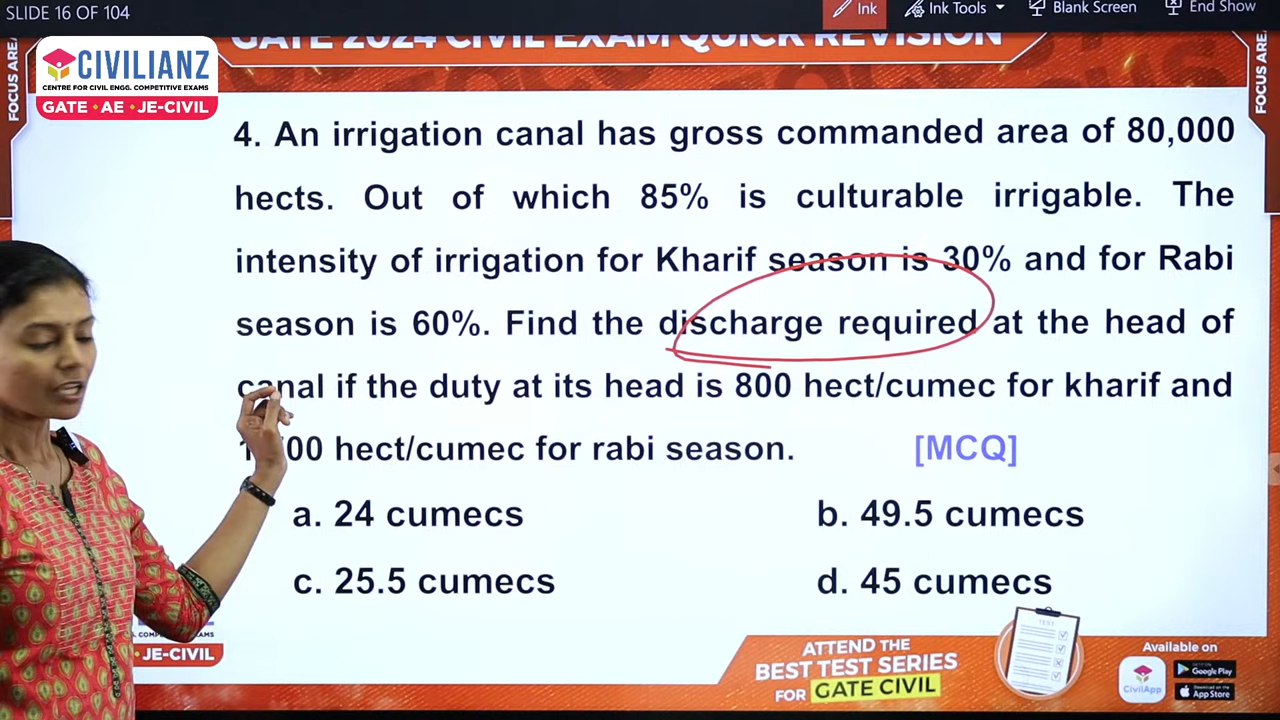 SLIDE 16 OF 104
Ink
Ink Tools
Blank Screen
End Show
GATE 2024 CIVIL EXAM QUICK REVISION
CIVILIANZ
CENTRE FOR CIVIL ENGG. COMPETITIVE EXAMS
GATE • AE • JE-CIVIL
FOCUS AREA
FOCUS ARE
4. An irrigation canal has gross commanded area of 80,000
hects. Out of which 85% is culturable irrigable. The
intensity of irrigation for Kharif season is 30% and for Rabi
season is 60%. Find the discharge required at the head of
canal if the duty at its head is 800 hect/cumec for kharif and
00 hect/cumec for rabi season. [MCQ]
a. 24 cumecs
b. 49.5 cumecs
c. 25.5 cumecs
d. 45 cumecs
JE-CIVIL
ATTEND THE
BEST TEST SERIES
FOR GATE CIVIL
TEST
Available on
CivilApp
Google Play
App Store